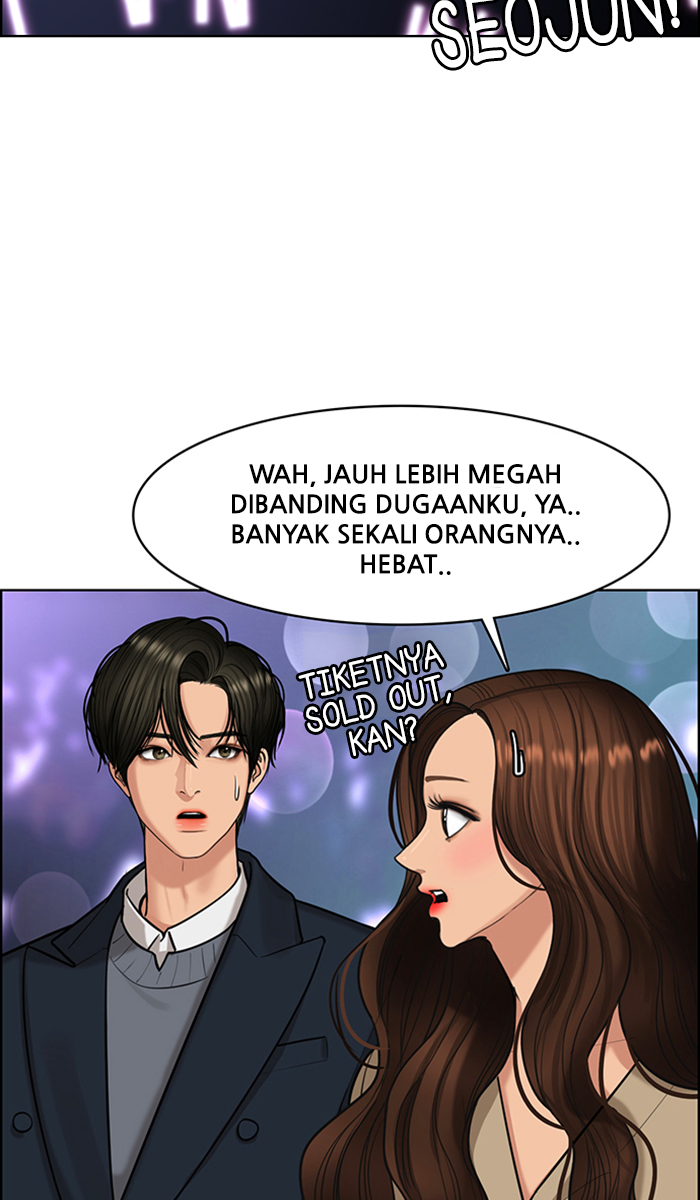 SEOJUN!
WAH, JAUH LEBIH MEGAH
DIBANDING DUGAANKU, YA..
BANYAK SEKALI ORANGNYA..
HEBAT..
TIKETNYA
SOLD OUT,
KAN?